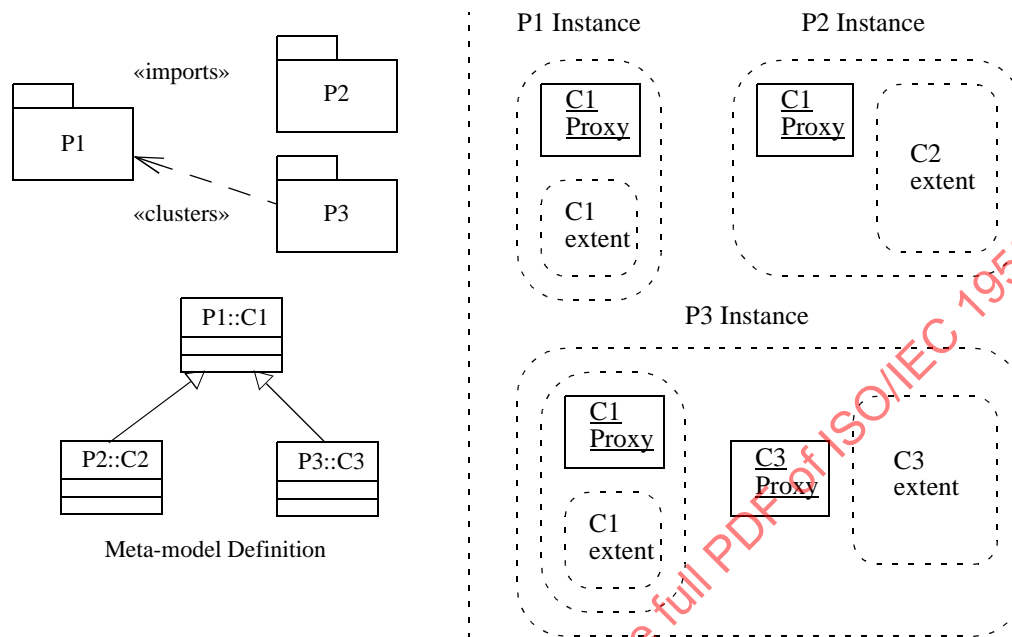 P1 Instance
P2 Instance
«imports»
P2
P1
«clusters»
P3
C1
Proxy
C1
extent
C1
Proxy
C2
extent
P1::C1
P2::C2
P3::C3
Meta-model Definition
P3 Instance
C1
Proxy
C1
extent
C3
Proxy
C3
extent
e full PDF of ISO/IEC 195